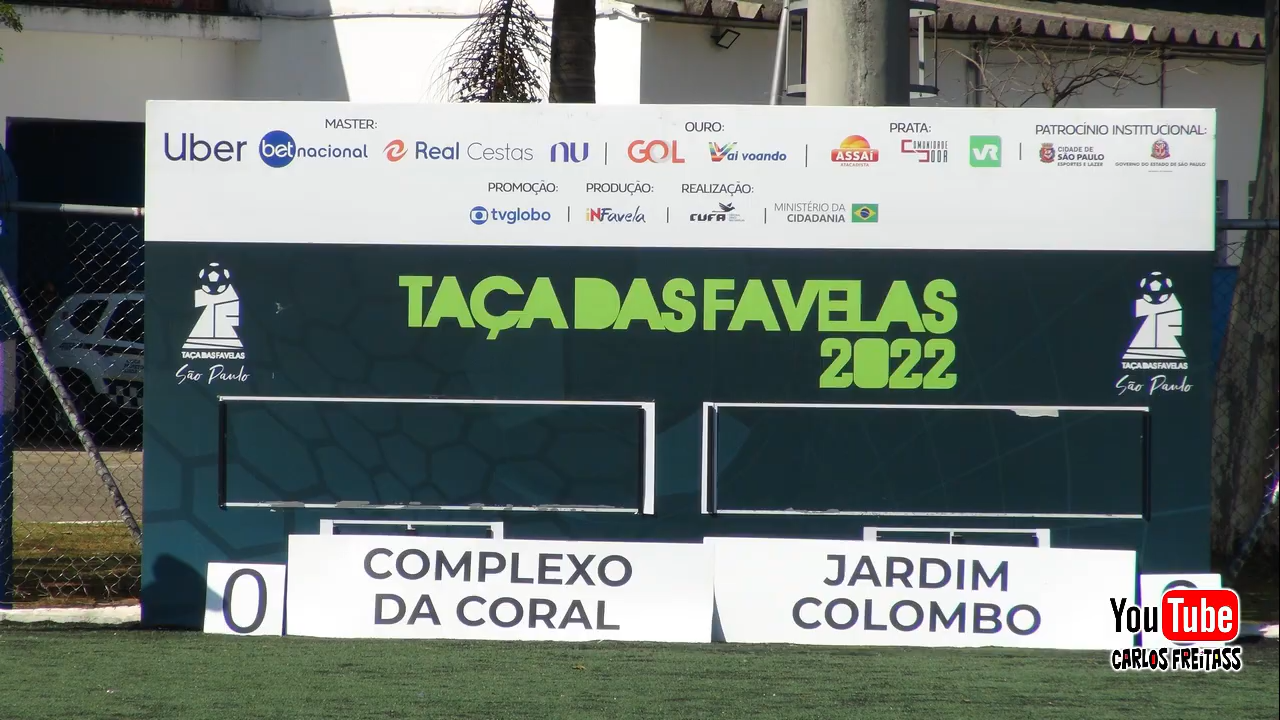 MASTER: OURO: PRATA: PATROCÍNIO INSTITUCIONAL:
Uber betnacional Real Cestas nu GOL Vai voando ASSAÍ ATACADISTA COMUNIDADE DOOR VR CIDADE DE SÃO PAULO ESPORTES E LAZER GOVERNO DO ESTADO DE SÃO PAULO
PROMOÇÃO: PRODUÇÃO: REALIZAÇÃO:
tvglobo iNFavela CUFA MINISTÉRIO DA CIDADANIA
TAÇA DAS FAVELAS
2022
TAÇA DAS FAVELAS
São Paulo
TAÇA DAS FAVELAS
São Paulo
0
COMPLEXO
DA CORAL
JARDIM
COLOMBO
YouTube
CARLOS FREITASS